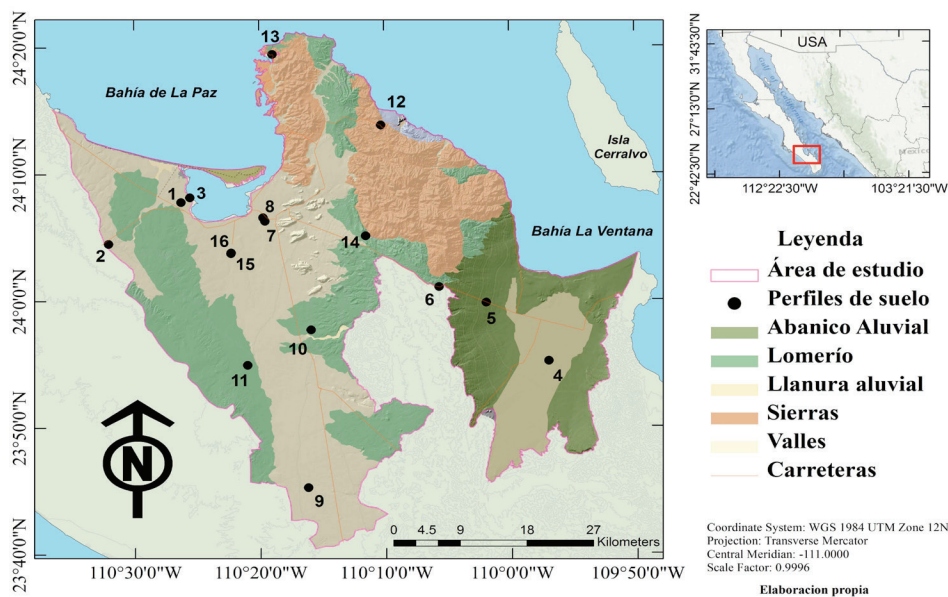 24°20'0"N
24°10'0"N
24°0'0"N
23°50'0"N
23°40'0"N
110°30'0"W
110°20'0"W
110°10'0"W
110°0'0"W
109°50'0"W
Bahía de La Paz
Isla
Cerralvo
Bahía La Ventana
13
12
1
3
2
8
7
16
15
14
6
5
4
10
11
9
N
0
4.5
9
18
27
Kilometers
31°43'30"N
27°13'0"N
22°42'30"N
USA
112°22'30"W
103°21'30"W
Leyenda
Área de estudio
Perfiles de suelo
Abanico Aluvial
Lomerío
Llanura aluvial
Sierras
Valles
Carreteras
Coordinate System: WGS 1984 UTM Zone 12N
Projection: Transverse Mercator
Central Meridian: -111.0000
Scale Factor: 0.9996
Elaboracion propia